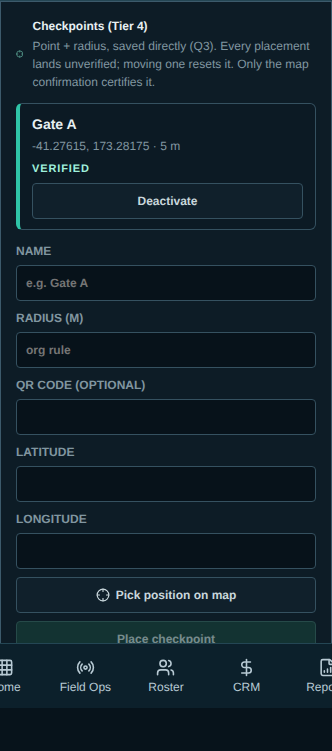 Checkpoints (Tier 4)
Point + radius, saved directly (Q3). Every placement
lands unverified; moving one resets it. Only the map
confirmation certifies it.
Gate A
-41.27615, 173.28175 · 5 m
VERIFIED
Deactivate
NAME
e.g. Gate A
RADIUS (M)
org rule
QR CODE (OPTIONAL)
LATITUDE
LONGITUDE
Pick position on map
Place checkpoint
ome
Field Ops
Roster
CRM
Repo